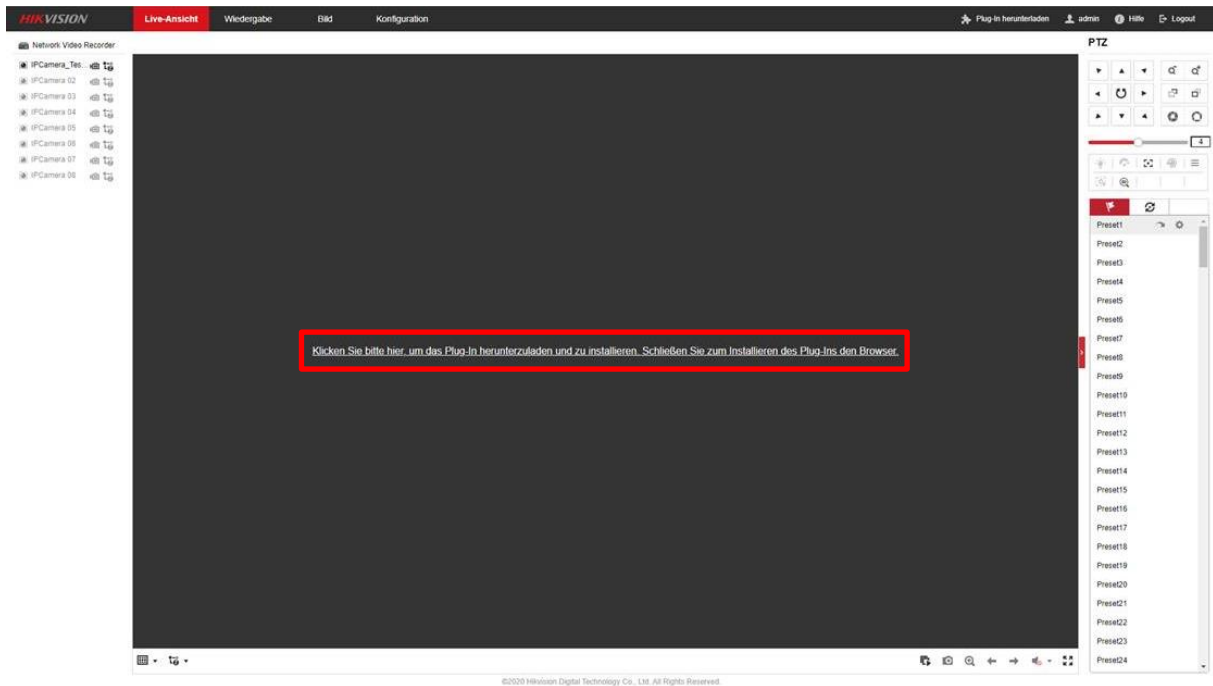 HIKVISION
Live-Ansicht
Wiedergabe
Bild
Konfiguration
Plug-In herunterladen
admin
Hilfe
Logout
Network Video Recorder
IPCamera_Tes...
IPCamera 02
IPCamera 03
IPCamera 04
IPCamera 05
IPCamera 06
IPCamera 07
IPCamera 08
Klicken Sie bitte hier, um das Plug-In herunterzuladen und zu installieren. Schließen Sie zum Installieren des Plug-Ins den Browser.
PTZ
4
Preset1
Preset2
Preset3
Preset4
Preset5
Preset6
Preset7
Preset8
Preset9
Preset10
Preset11
Preset12
Preset13
Preset14
Preset15
Preset16
Preset17
Preset18
Preset19
Preset20
Preset21
Preset22
Preset23
Preset24
©2020 Hikvision Digital Technology Co., Ltd. All Rights Reserved.